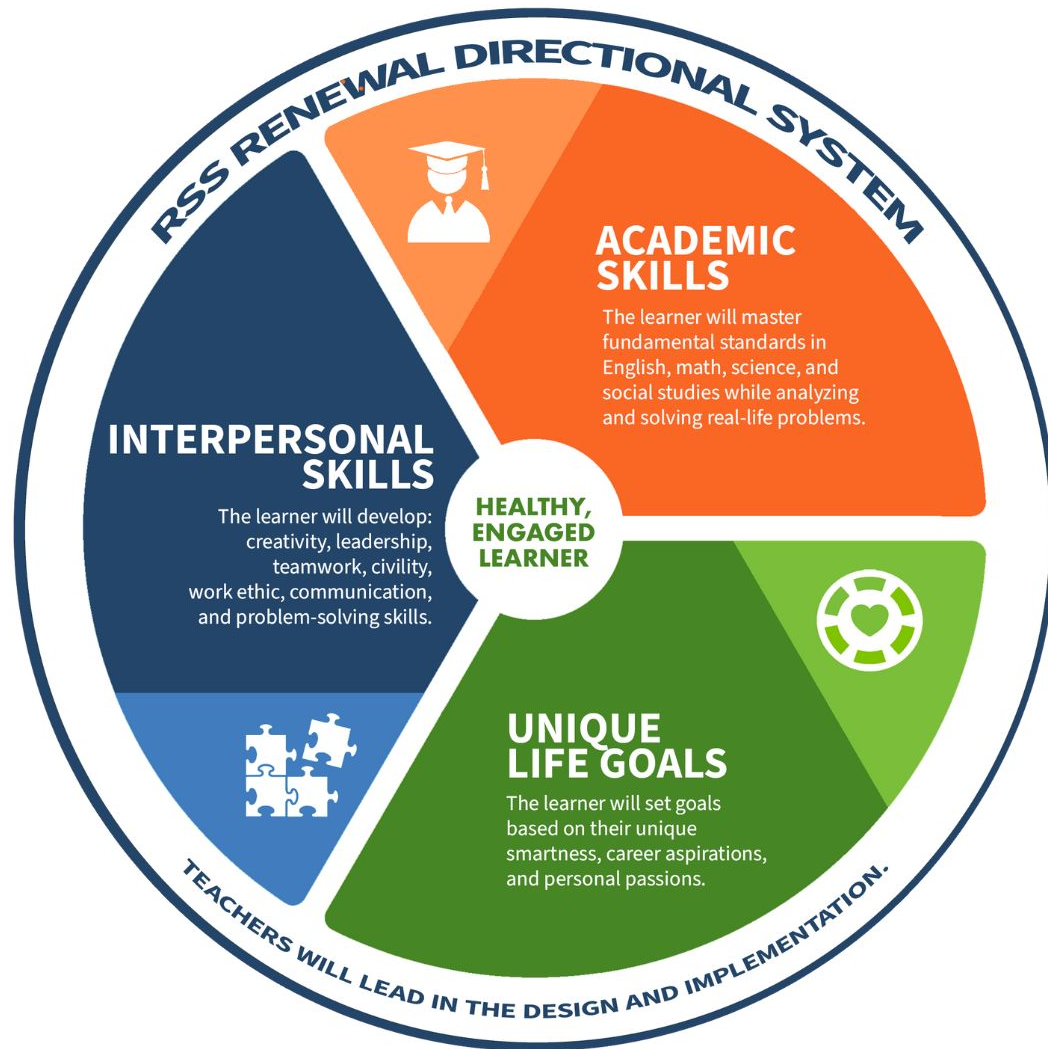 RSS RENEWAL DIRECTIONAL SYSTEM
ACADEMIC
SKILLS
The learner will master
fundamental standards in
English, math, science, and
social studies while analyzing
and solving real-life problems.
INTERPERSONAL
SKILLS
The learner will develop:
creativity, leadership,
teamwork, civility,
work ethic, communication,
and problem-solving skills.
HEALTHY,
ENGAGED
LEARNER
UNIQUE
LIFE GOALS
The learner will set goals
based on their unique
smartness, career aspirations,
and personal passions.
TEACHERS WILL LEAD IN THE DESIGN AND IMPLEMENTATION.